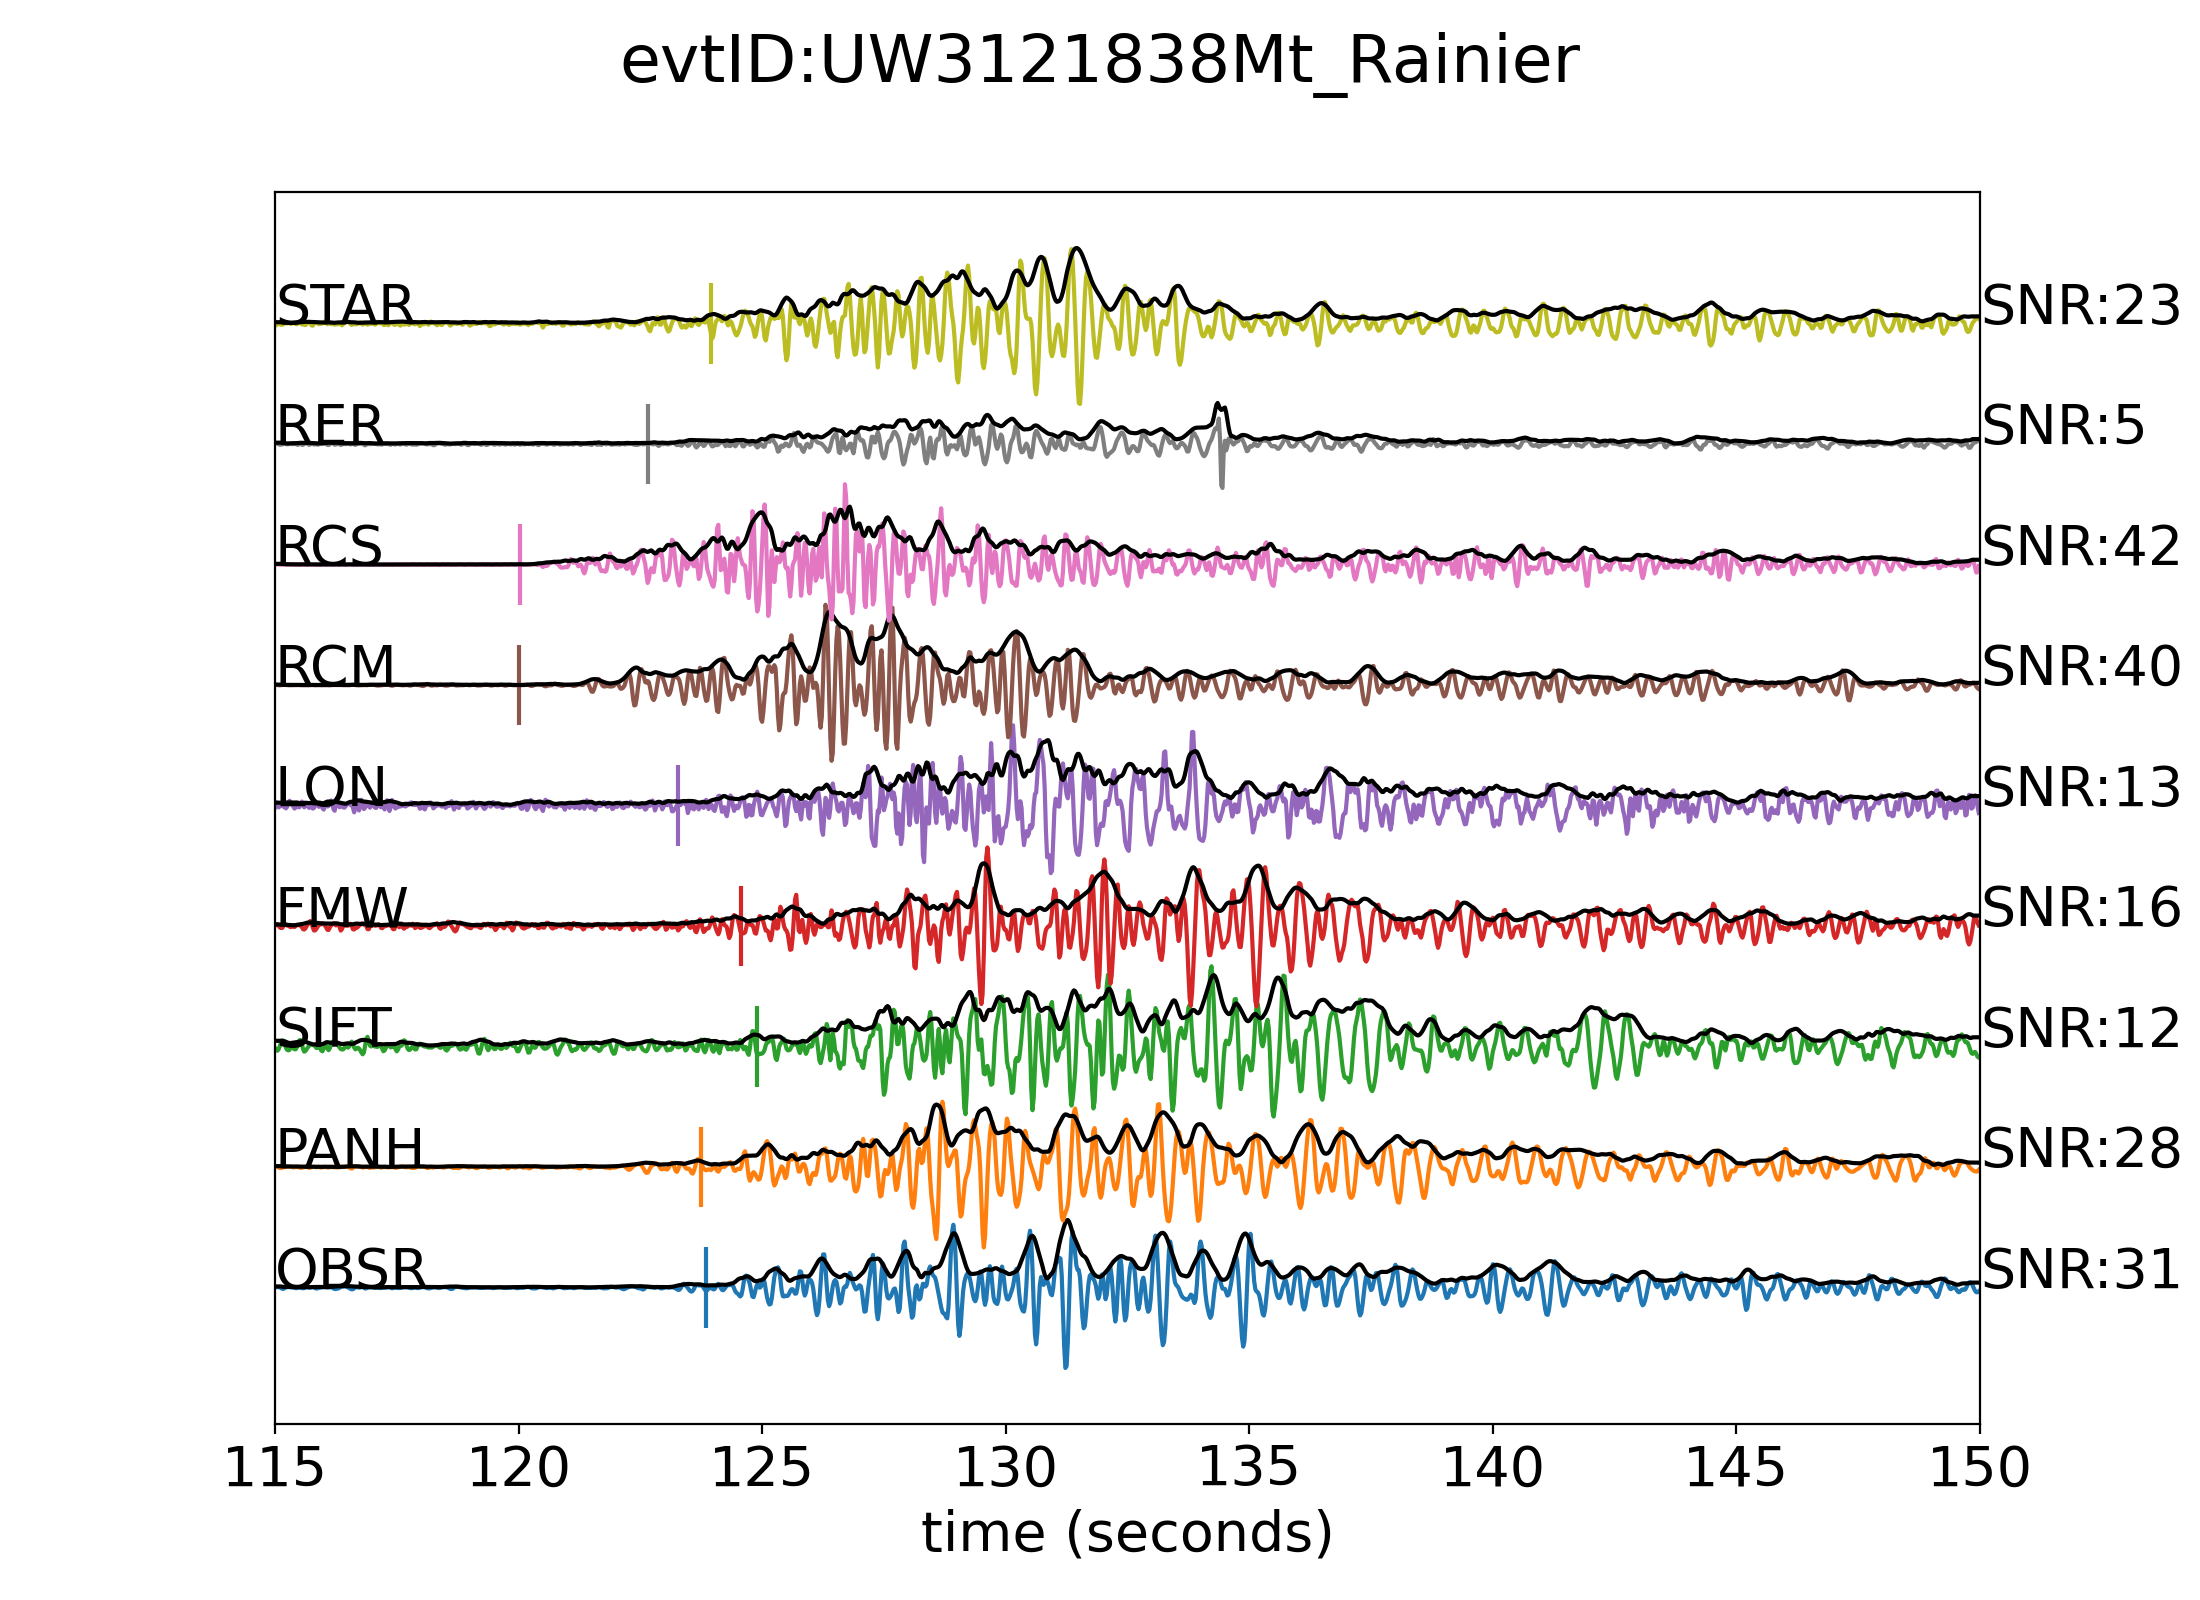 evtID:UW3121838Mt_Rainier
STAR SNR:23
RER SNR:5
RCS SNR:42
RCM SNR:40
LON SNR:13
FMW SNR:16
SIFT SNR:12
PANH SNR:28
OBSR SNR:31
115 120 125 130 135 140 145 150
time (seconds)